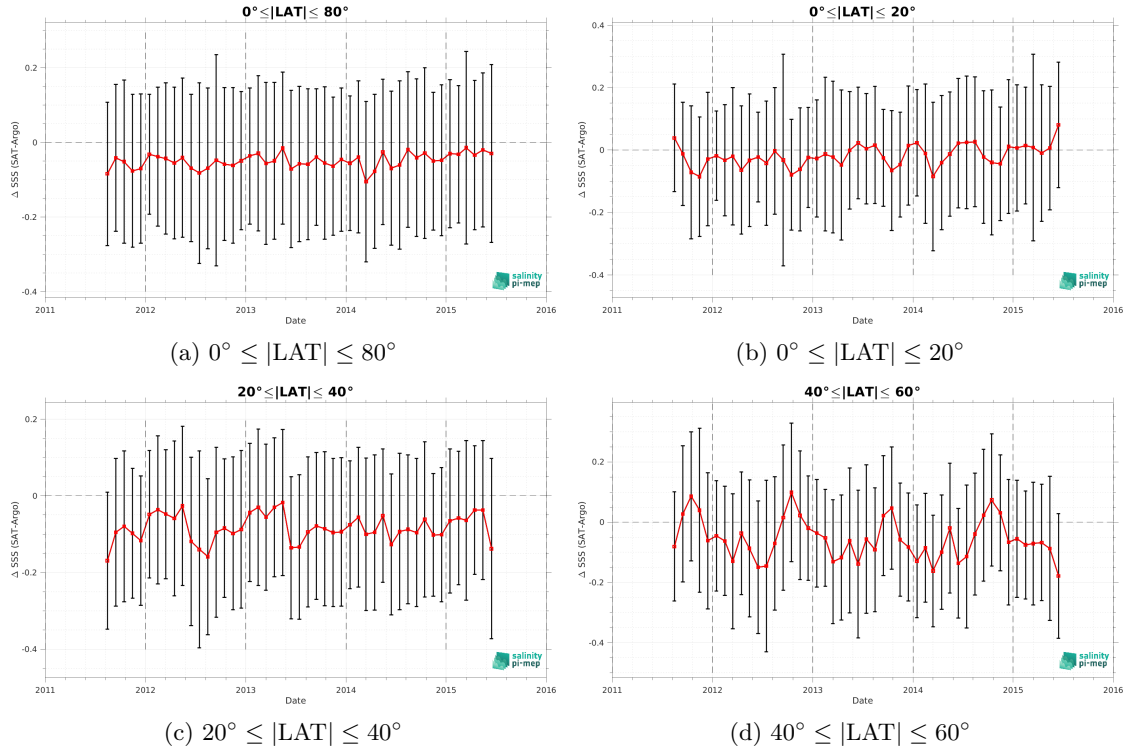 0°≤|LAT|≤ 80°
Δ SSS (SAT-Argo)
0.2
0
-0.2
-0.4
2011 2012 2013 2014 2015 2016
Date
salinity
pi-mep
(a) 0° ≤ |LAT| ≤ 80°
0°≤|LAT|≤ 20°
Δ SSS (SAT-Argo)
0.4
0.2
0
-0.2
-0.4
2011 2012 2013 2014 2015 2016
Date
salinity
pi-mep
(b) 0° ≤ |LAT| ≤ 20°
20°≤|LAT|≤ 40°
Δ SSS (SAT-Argo)
0.2
0
-0.2
-0.4
2011 2012 2013 2014 2015 2016
Date
salinity
pi-mep
(c) 20° ≤ |LAT| ≤ 40°
40°≤|LAT|≤ 60°
Δ SSS (SAT-Argo)
0.2
0
-0.2
-0.4
2011 2012 2013 2014 2015 2016
Date
salinity
pi-mep
(d) 40° ≤ |LAT| ≤ 60°